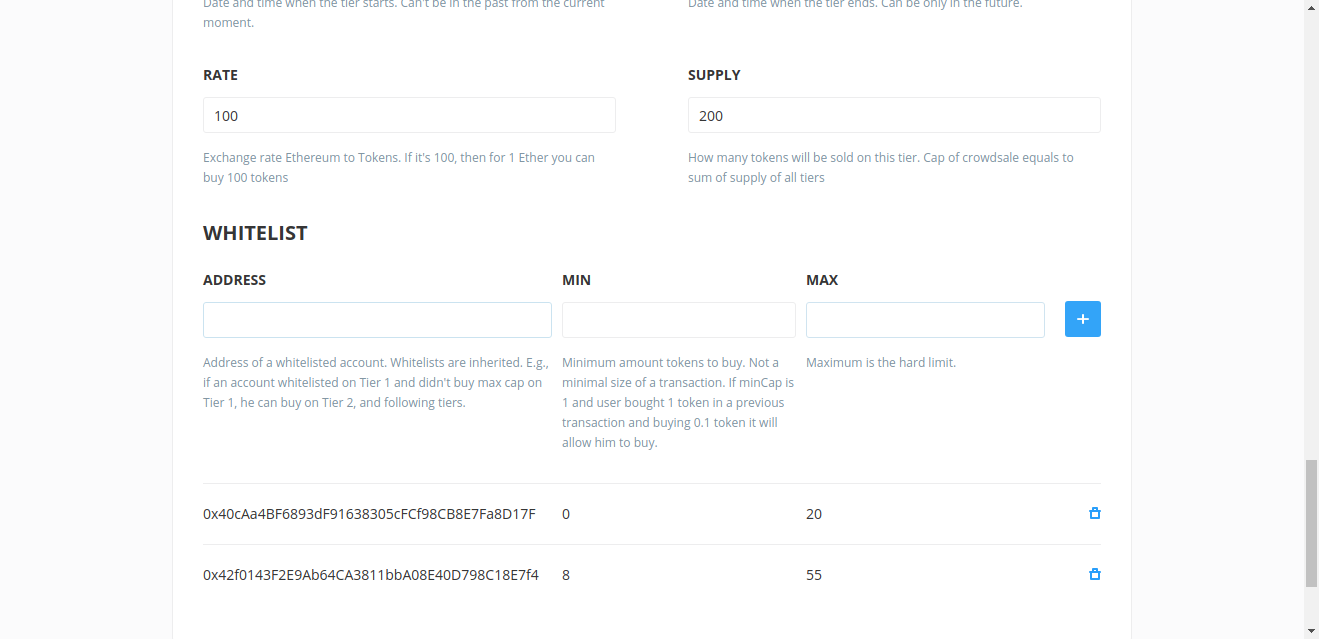 Date and time when the tier starts. Can't be in the past from the current
moment.
Date and time when the tier ends. Can be only in the future.
RATE
SUPPLY
100
200
Exchange rate Ethereum to Tokens. If it's 100, then for 1 Ether you can
buy 100 tokens
How many tokens will be sold on this tier. Cap of crowdsale equals to
sum of supply of all tiers
WHITELIST
ADDRESS
MIN
MAX
+
Address of a whitelisted account. Whitelists are inherited. E.g.,
if an account whitelisted on Tier 1 and didn't buy max cap on
Tier 1, he can buy on Tier 2, and following tiers.
Minimum amount tokens to buy. Not a
minimal size of a transaction. If minCap is
1 and user bought 1 token in a previous
transaction and buying 0.1 token it will
allow him to buy.
Maximum is the hard limit.
0x40cAa4BF6893dF91638305cFCf98CB8E7Fa8D17F 0 20
0x42f0143F2E9Ab64CA3811bbA08E40D798C18E7f4 8 55